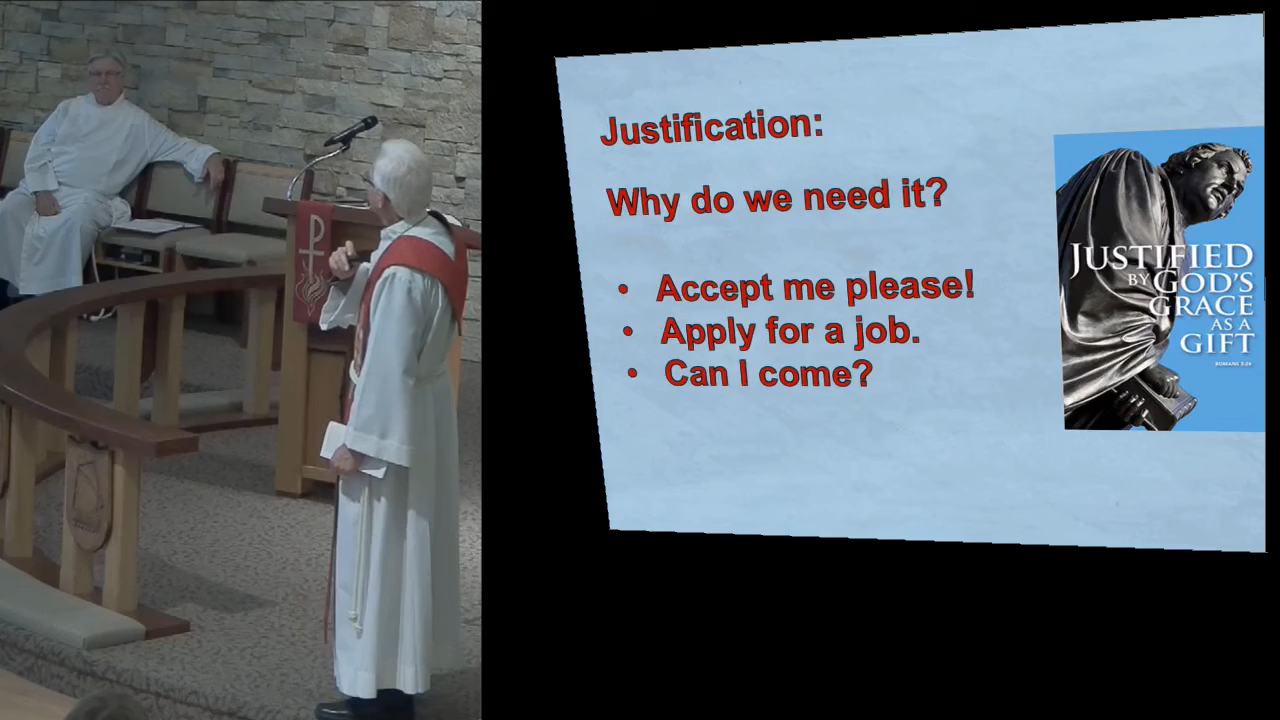 Justification:
Why do we need it?
• Accept me please!
• Apply for a job.
• Can I come?
JUSTIFIED
BY GOD'S
GRACE
AS A
GIFT
ROMANS 3:24